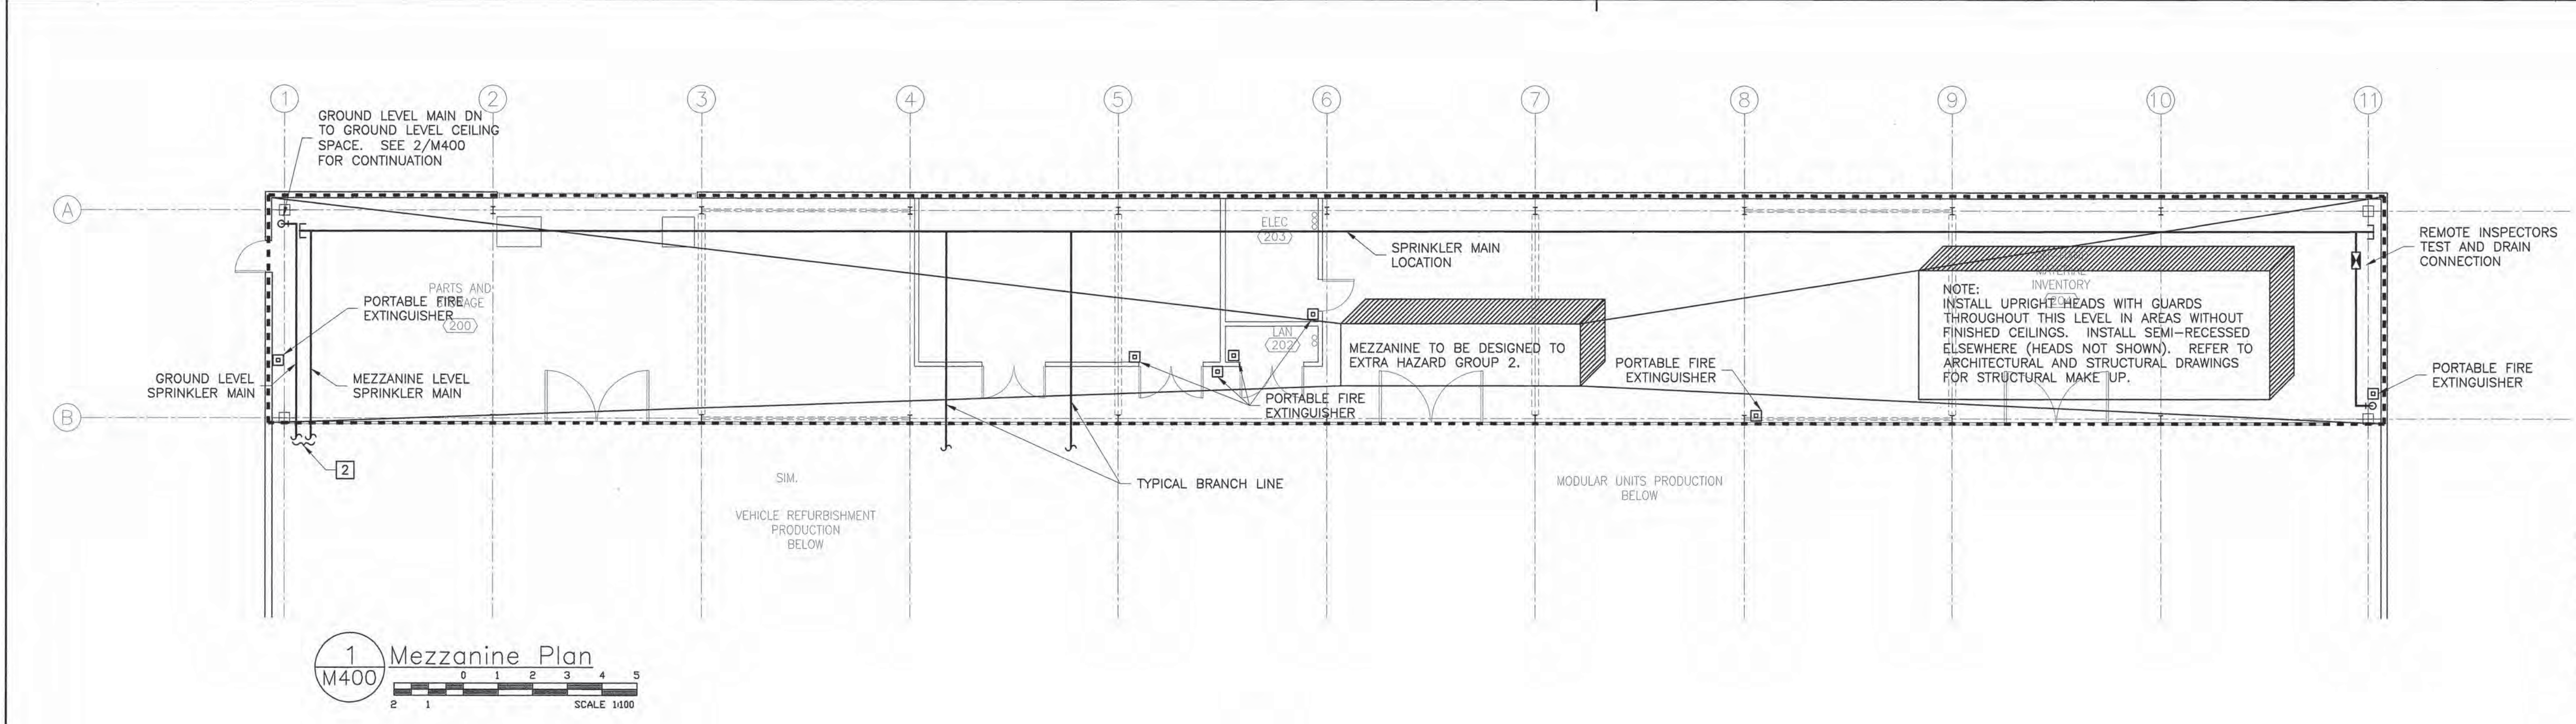 1
2
3
4
5
6
7
8
9
10
11
GROUND LEVEL MAIN DN
TO GROUND LEVEL CEILING
SPACE. SEE 2/M400
FOR CONTINUATION
A
ELEC
203
SPRINKLER MAIN
LOCATION
REMOTE INSPECTORS
TEST AND DRAIN
CONNECTION
PARTS AND
PORTABLE FIRE
EXTINGUISHER
200
MATERIAL
INVENTORY
NOTE:
INSTALL UPRIGHT HEADS WITH GUARDS
THROUGHOUT THIS LEVEL IN AREAS WITHOUT
FINISHED CEILINGS. INSTALL SEMI-RECESSED
ELSEWHERE (HEADS NOT SHOWN). REFER TO
ARCHITECTURAL AND STRUCTURAL DRAWINGS
FOR STRUCTURAL MAKE UP.
LAN
202
MEZZANINE TO BE DESIGNED TO
EXTRA HAZARD GROUP 2.
PORTABLE FIRE
EXTINGUISHER
PORTABLE FIRE
EXTINGUISHER
GROUND LEVEL
SPRINKLER MAIN
MEZZANINE LEVEL
SPRINKLER MAIN
PORTABLE FIRE
EXTINGUISHER
B
2
SIM.
TYPICAL BRANCH LINE
MODULAR UNITS PRODUCTION
BELOW
VEHICLE REFURBISHMENT
PRODUCTION
BELOW
1
M400
Mezzanine Plan
0 1 2 3 4 5
2 1
SCALE 1:100